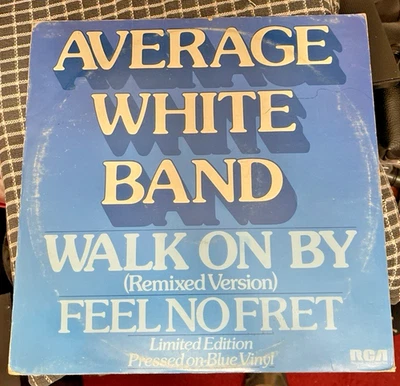 AVERAGE
WHITE
BAND
WALK ON BY
(Remixed Version)
FEEL NO FRET
Limited Edition
Pressed on Blue Vinyl
RCA